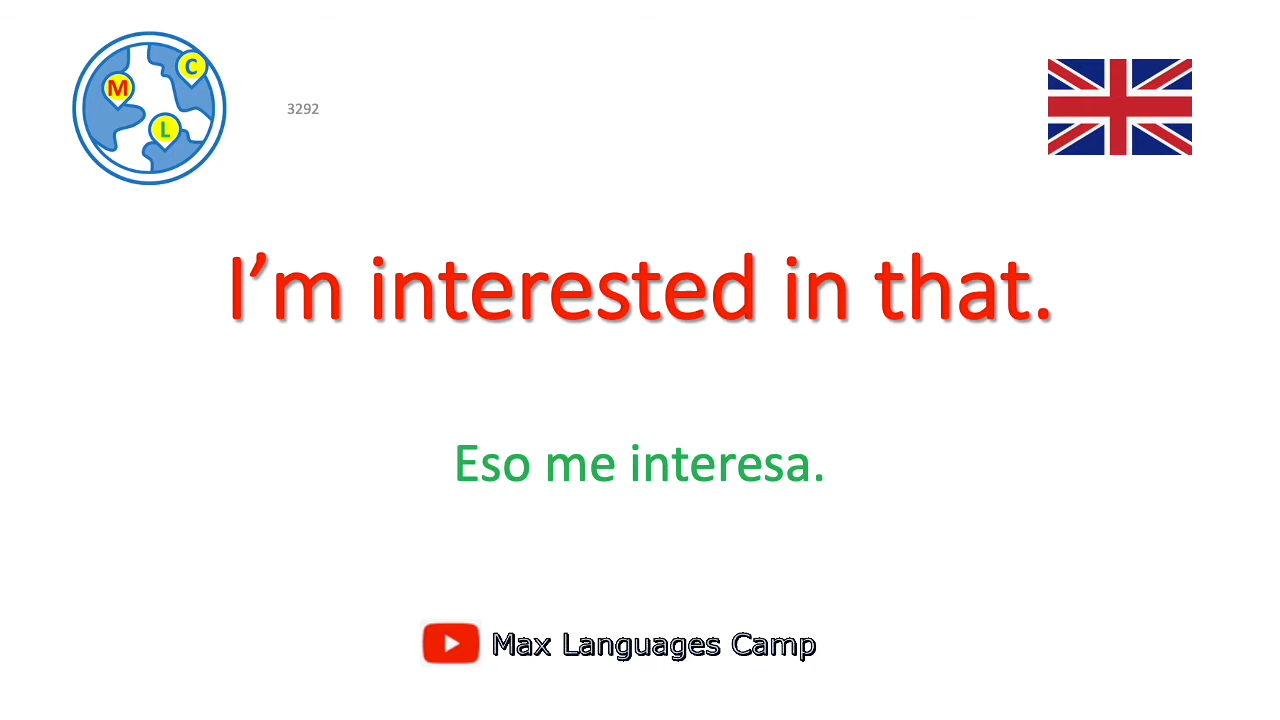 M
C
L
3292
I’m interested in that.
Eso me interesa.
Max Languages Camp